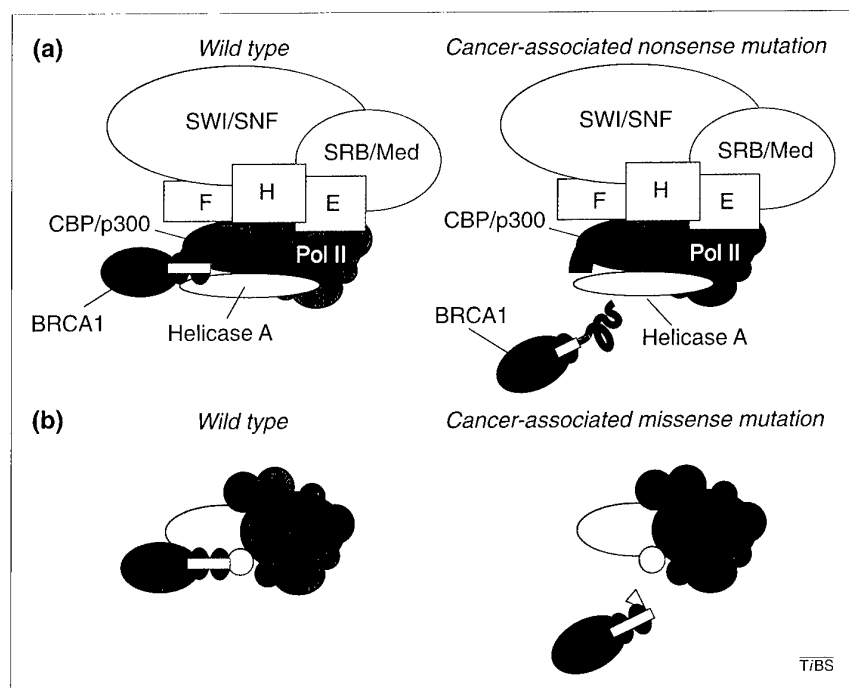 (a)
Wild type
Cancer-associated nonsense mutation
SWI/SNF
SRB/Med
F
H
E
CBP/p300
Pol II
BRCA1
Helicase A
SWI/SNF
SRB/Med
F
H
E
CBP/p300
Pol II
BRCA1
Helicase A
(b)
Wild type
Cancer-associated missense mutation
TiBS